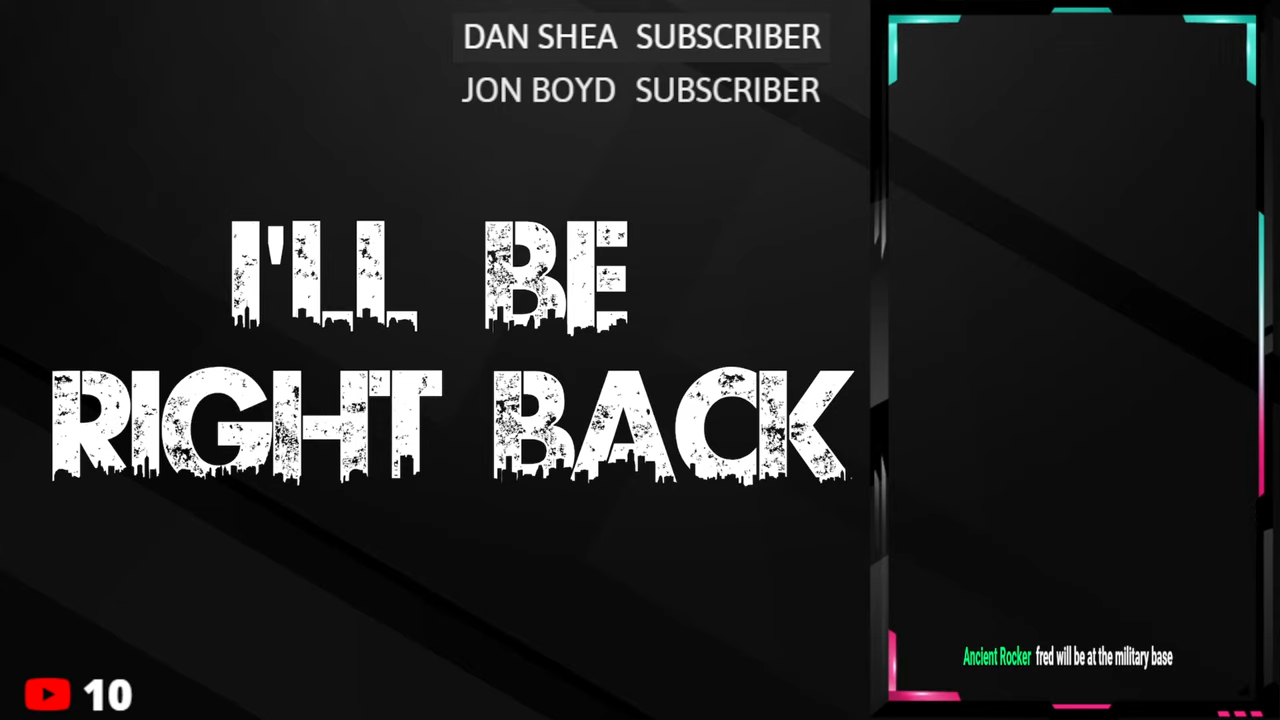 DAN SHEA SUBSCRIBER
JON BOYD SUBSCRIBER
I'LL BE
RIGHT BACK
Ancient Rocker fred will be at the military base
10